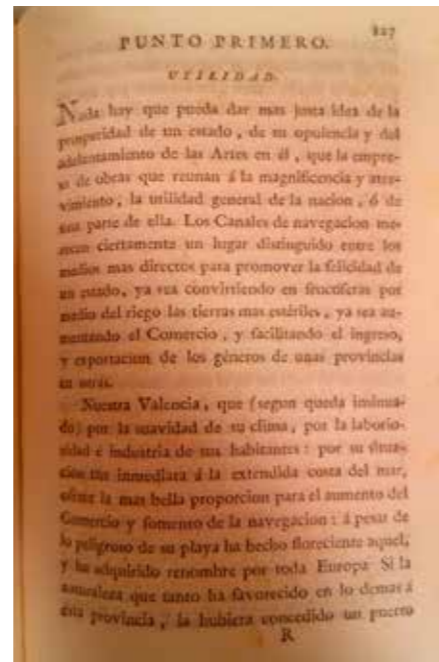 227
PUNTO PRIMERO.
UTILIDAD.
Nada hay que pueda dar mas justa idea de la
prosperidad de un estado, de su opulencia y del
adelentamiento de las Artes en él, que la empre-
sa de obras que reunan á la magnificencia y atre-
vimiento, la utilidad general de la nacion, ó de
una parte de ella. Los Canales de navegacion me-
recen ciertamente un lugar distinguido entre los
medios mas directos para promover la felicidad de
un estado, ya sea convirtiendo en fructiferas por
medio del riego las tierras mas estériles, ya sea au-
mentando el Comercio, y facilitando el ingreso,
y esportacion de los géneros de unas provincias
en otras.
Nuestra Valencia, que (segun queda insinua-
do) por la suavidad de su clima, por la laborio-
sidad é industria de sus habitantes: por su situa-
cion tan inmediata á la extendida costa del mar,
ofrece la mas bella proporcion para el aumento del
Comercio y fomento de la navegacion: á pesar de
lo peligroso de su playa ha hecho floreciente aquel,
y ha adquirido renombre por toda Europa Si la
naturaleza que tanto ha favorecido en lo demas á
esta provincia, la hubiera concedido un puerto
R